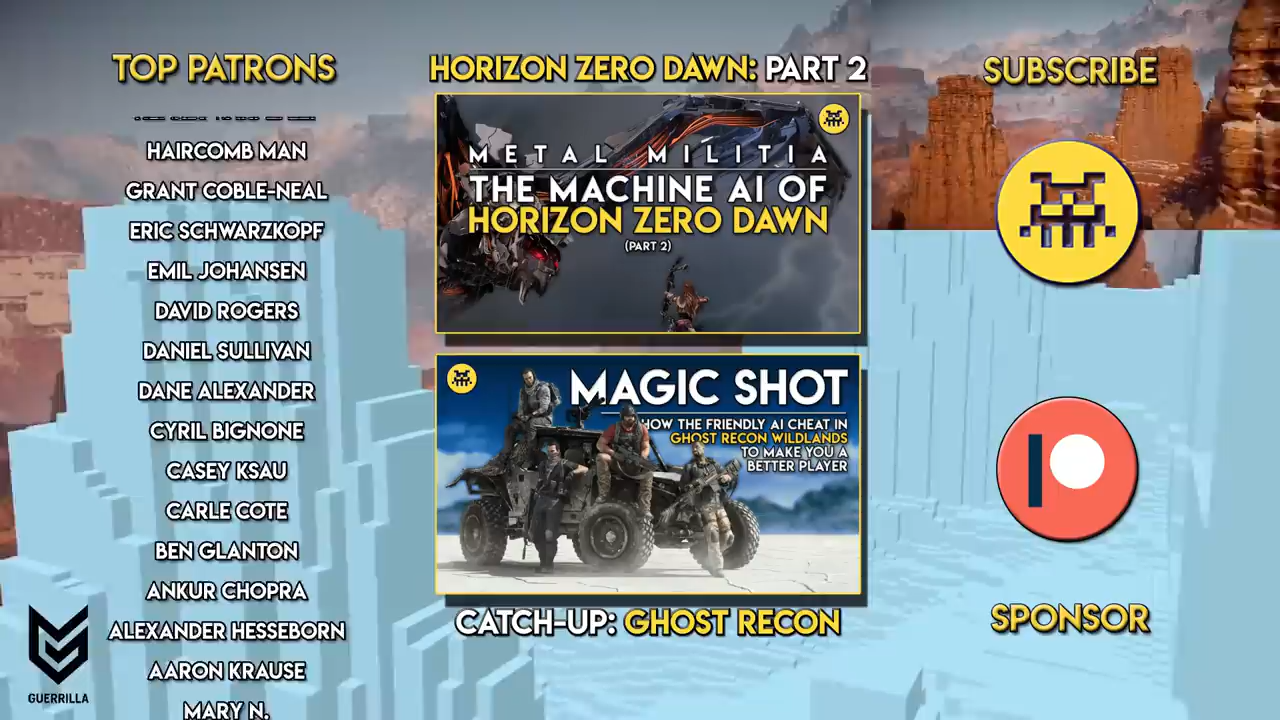 TOP PATRONS
HAIRCOMB MAN
GRANT COBLE-NEAL
ERIC SCHWARZKOPF
EMIL JOHANSEN
DAVID ROGERS
DANIEL SULLIVAN
DANE ALEXANDER
CYRIL BIGNONE
CASEY KSAU
CARLE COTE
BEN GLANTON
ANKUR CHOPRA
ALEXANDER HESSEBORN
AARON KRAUSE
MARY N.
GUERRILLA
HORIZON ZERO DAWN: PART 2
METAL MILITIA
THE MACHINE AI OF
HORIZON ZERO DAWN
(PART 2)
MAGIC SHOT
HOW THE FRIENDLY AI CHEAT IN
GHOST RECON WILDLANDS
TO MAKE YOU A
BETTER PLAYER
CATCH-UP: GHOST RECON
SUBSCRIBE
SPONSOR